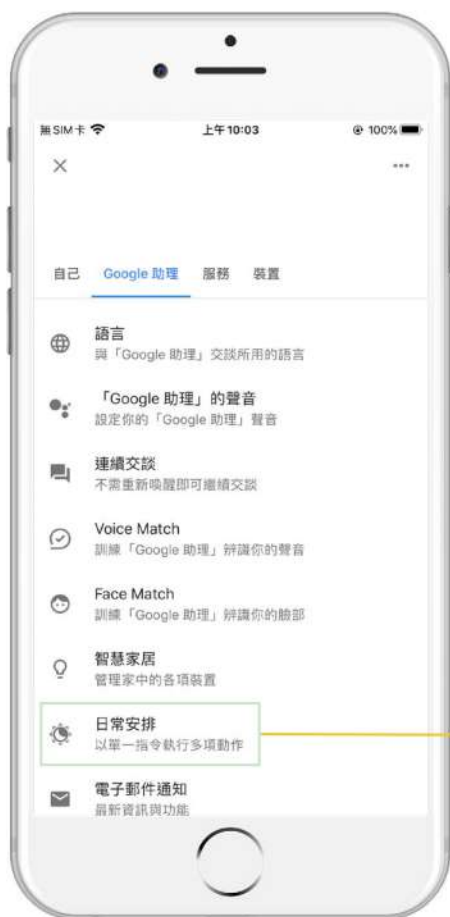 無SIM卡 上午10:03 100%
自己 Google 助理 服務 裝置
語言
與「Google 助理」交談所用的語言
「Google 助理」的聲音
設定你的「Google 助理」聲音
連續交談
不需重新喚醒即可繼續交談
Voice Match
訓練「Google 助理」辨識你的聲音
Face Match
訓練「Google 助理」辨識你的臉部
智慧家居
管理家中的各項裝置
日常安排
以單一指令執行多項動作
電子郵件通知
最新資訊與功能